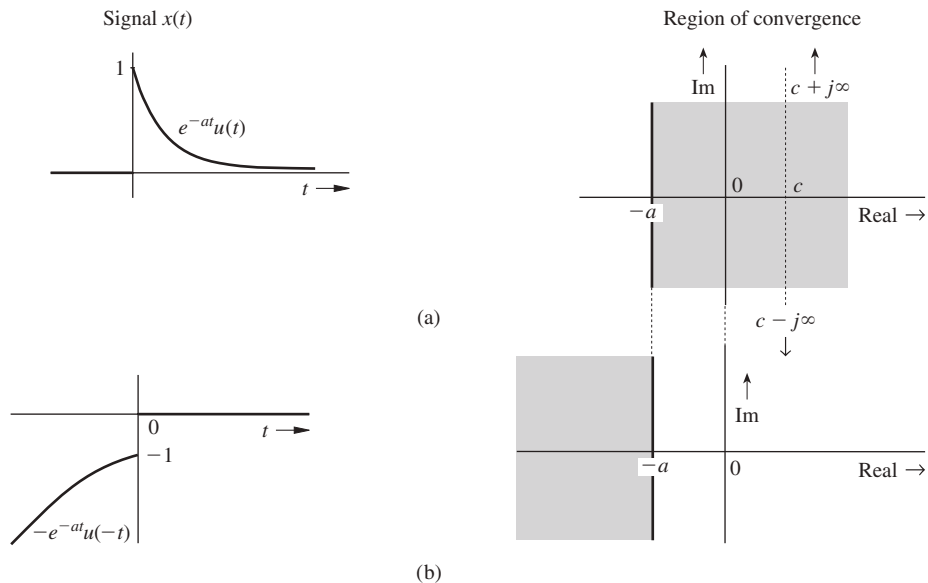 Signal x(t)
1
e^{-at}u(t)
t →
Region of convergence
Im
c + j∞
0
c
−a
Real →
c − j∞
(a)
0
t →
−1
−e^{-at}u(−t)
Im
−a
0
Real →
(b)